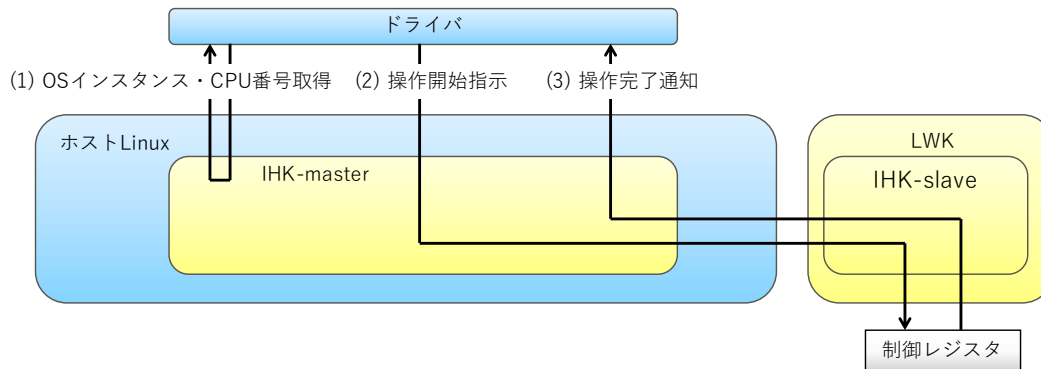 ドライバ
(1) OSインスタンス・CPU番号取得
(2) 操作開始指示
(3) 操作完了通知
ホストLinux
IHK-master
LWK
IHK-slave
制御レジスタ